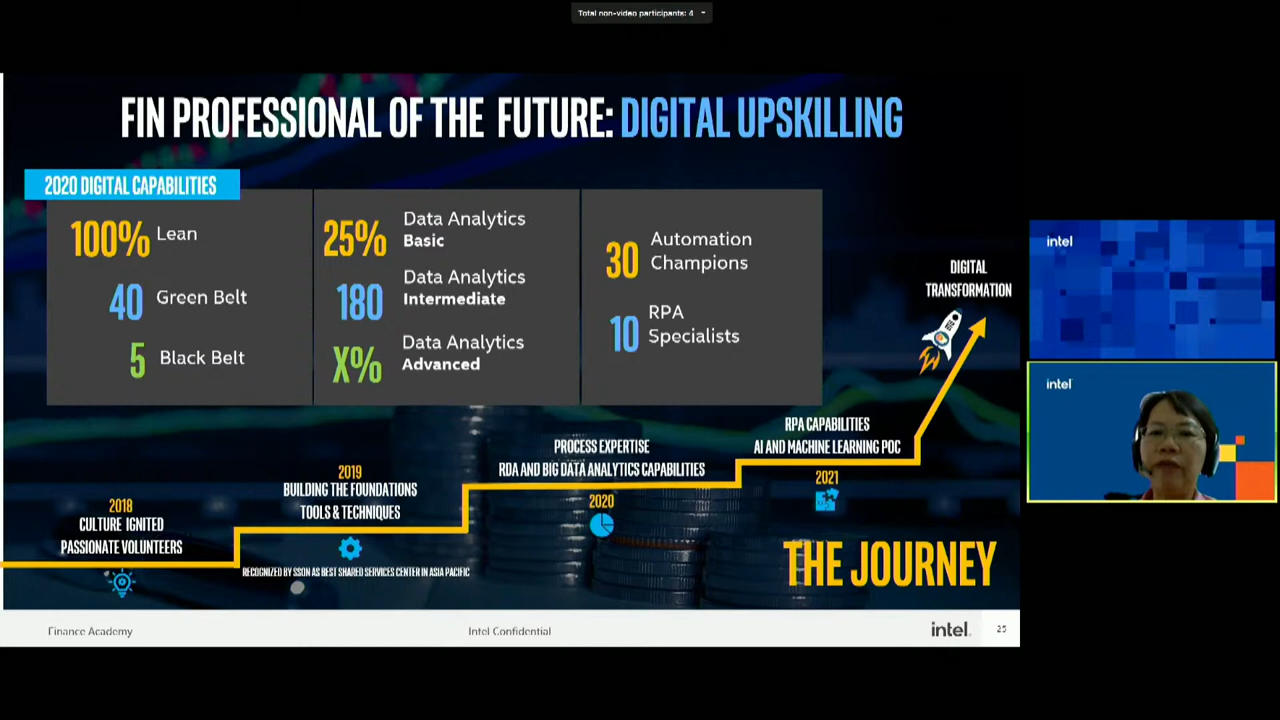 Total non-video participants: 4
FIN PROFESSIONAL OF THE FUTURE: DIGITAL UPSKILLING
2020 DIGITAL CAPABILITIES
100% Lean
40 Green Belt
5 Black Belt
25% Data Analytics
Basic
180 Data Analytics
Intermediate
X% Data Analytics
Advanced
30 Automation
Champions
10 RPA
Specialists
intel
intel
DIGITAL
TRANSFORMATION
2018
CULTURE IGNITED
PASSIONATE VOLUNTEERS
2019
BUILDING THE FOUNDATIONS
TOOLS & TECHNIQUES
RECOGNIZED BY SSON AS BEST SHARED SERVICES CENTER IN ASIA PACIFIC
PROCESS EXPERTISE
RDA AND BIG DATA ANALYTICS CAPABILITIES
2020
RPA CAPABILITIES
AI AND MACHINE LEARNING POC
2021
THE JOURNEY
Finance Academy
Intel Confidential
intel.
25